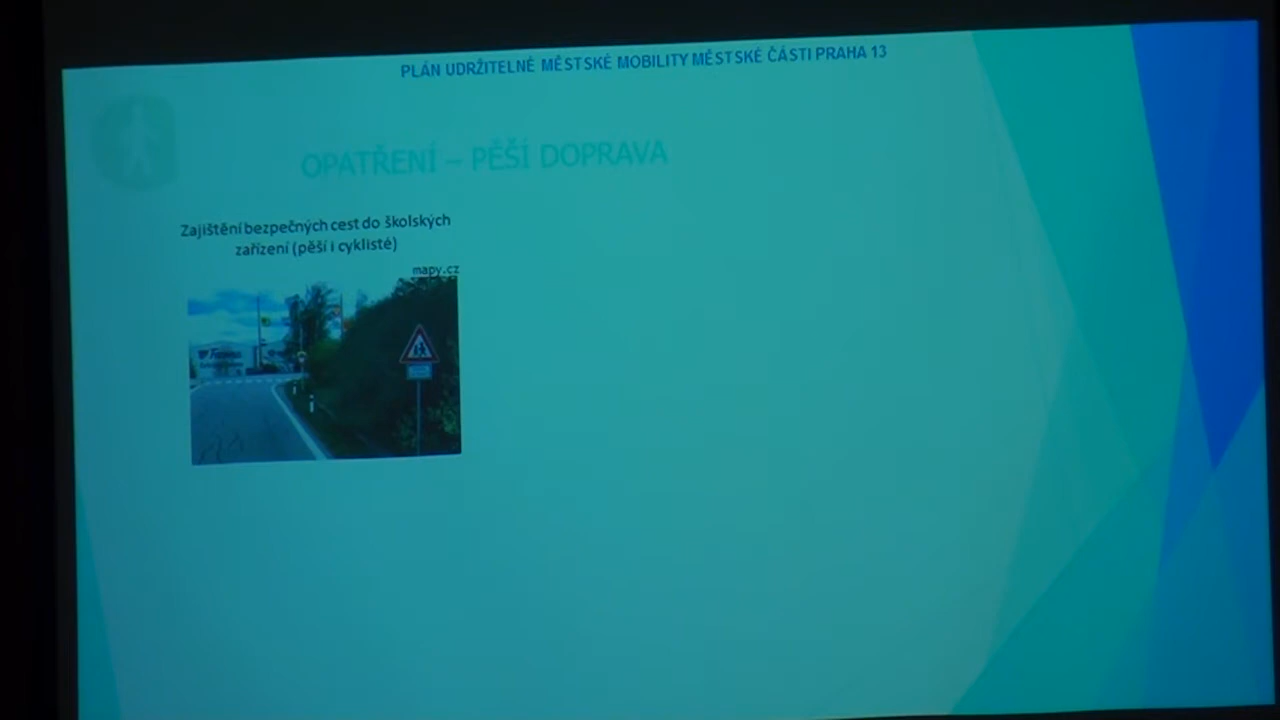 PLÁN UDRŽITELNÉ MĚSTSKÉ MOBILITY MĚSTSKÉ ČÁSTI PRAHA 13
OPATŘENÍ – PĚŠÍ DOPRAVA
Zajištění bezpečných cest do školských
zařízení (pěší i cyklisté)
mapy.cz